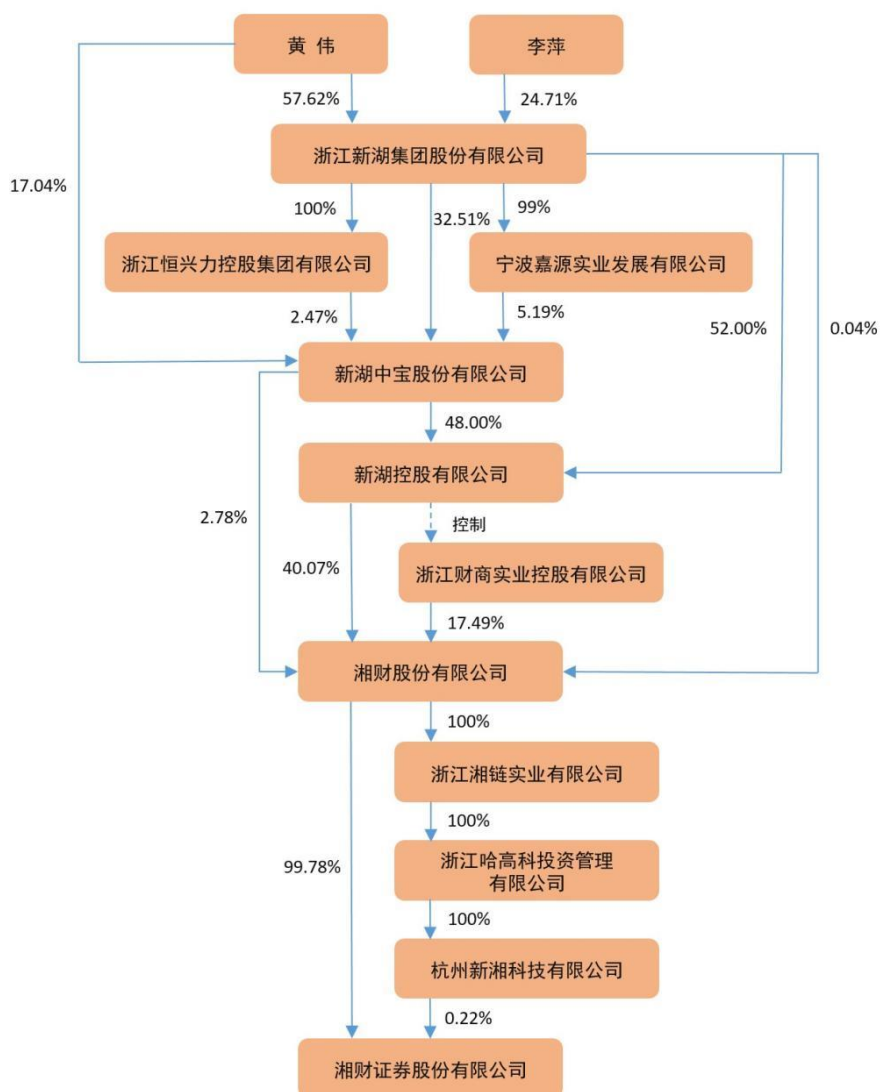 黄 伟
李萍
57.62%
24.71%
浙江新湖集团股份有限公司
17.04%
100%
32.51%
99%
浙江恒兴力控股集团有限公司
宁波嘉源实业发展有限公司
2.47%
5.19%
52.00%
0.04%
新湖中宝股份有限公司
48.00%
新湖控股有限公司
2.78%
控制
40.07%
浙江财商实业控股有限公司
17.49%
湘财股份有限公司
100%
浙江湘链实业有限公司
100%
99.78%
浙江哈高科投资管理
有限公司
100%
杭州新湘科技有限公司
0.22%
湘财证券股份有限公司